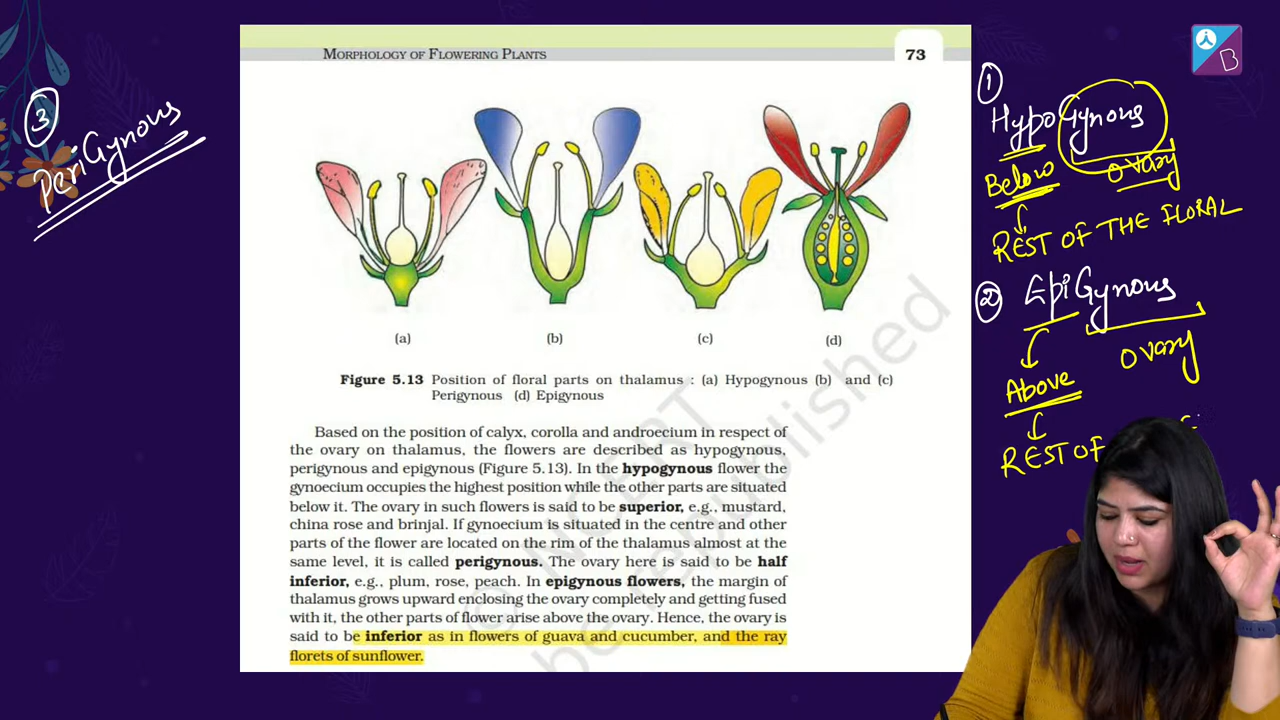 MORPHOLOGY OF FLOWERING PLANTS
73
③
PeriGynous
(a)
(b)
(c)
(d)
Figure 5.13 Position of floral parts on thalamus : (a) Hypogynous (b) and (c)
Perigynous (d) Epigynous
Based on the position of calyx, corolla and androecium in respect of
the ovary on thalamus, the flowers are described as hypogynous,
perigynous and epigynous (Figure 5.13). In the hypogynous flower the
gynoecium occupies the highest position while the other parts are situated
below it. The ovary in such flowers is said to be superior, e.g., mustard,
china rose and brinjal. If gynoecium is situated in the centre and other
parts of the flower are located on the rim of the thalamus almost at the
same level, it is called perigynous. The ovary here is said to be half
inferior, e.g., plum, rose, peach. In epigynous flowers, the margin of
thalamus grows upward enclosing the ovary completely and getting fused
with it, the other parts of flower arise above the ovary. Hence, the ovary is
said to be inferior as in flowers of guava and cucumber, and the ray
florets of sunflower.
© NCERT
be republished
B
①
HypoGynous
Below Ovary
REST OF THE FLORAL
② EpiGynous
Ovary
Above
REST OF